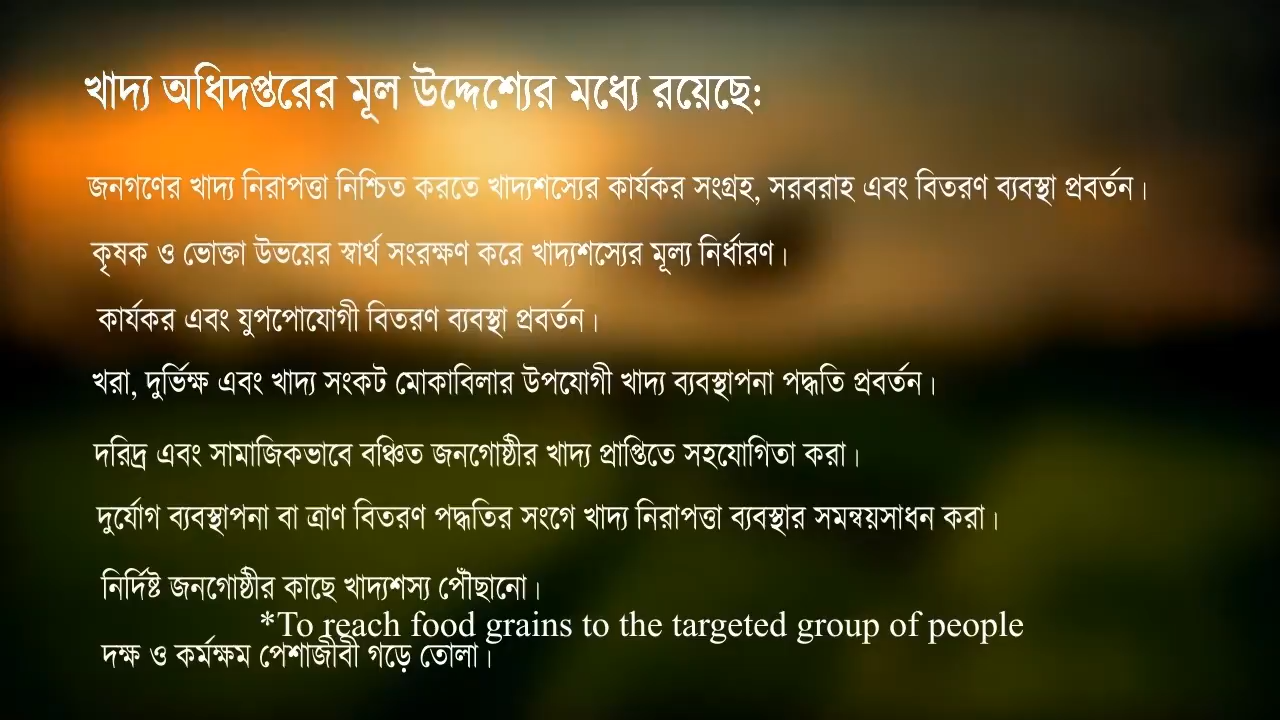 খাদ্য অধিদপ্তরের মূল উদ্দেশ্যের মধ্যে রয়েছে:
জনগণের খাদ্য নিরাপত্তা নিশ্চিত করতে খাদ্যশস্যের কার্যকর সংগ্রহ, সরবরাহ এবং বিতরণ ব্যবস্থা প্রবর্তন।
কৃষক ও ভোক্তা উভয়ের স্বার্থ সংরক্ষণ করে খাদ্যশস্যের মূল্য নির্ধারণ।
কার্যকর এবং যুপপোযোগী বিতরণ ব্যবস্থা প্রবর্তন।
খরা, দুর্ভিক্ষ এবং খাদ্য সংকট মোকাবিলার উপযোগী খাদ্য ব্যবস্থাপনা পদ্ধতি প্রবর্তন।
দরিদ্র এবং সামাজিকভাবে বঞ্চিত জনগোষ্ঠীর খাদ্য প্রাপ্তিতে সহযোগিতা করা।
দুর্যোগ ব্যবস্থাপনা বা ত্রাণ বিতরণ পদ্ধতির সংগে খাদ্য নিরাপত্তা ব্যবস্থার সমন্বয়সাধন করা।
নির্দিষ্ট জনগোষ্ঠীর কাছে খাদ্যশস্য পৌঁছানো।
*To reach food grains to the targeted group of people
দক্ষ ও কর্মক্ষম পেশাজীবী গড়ে তোলা।